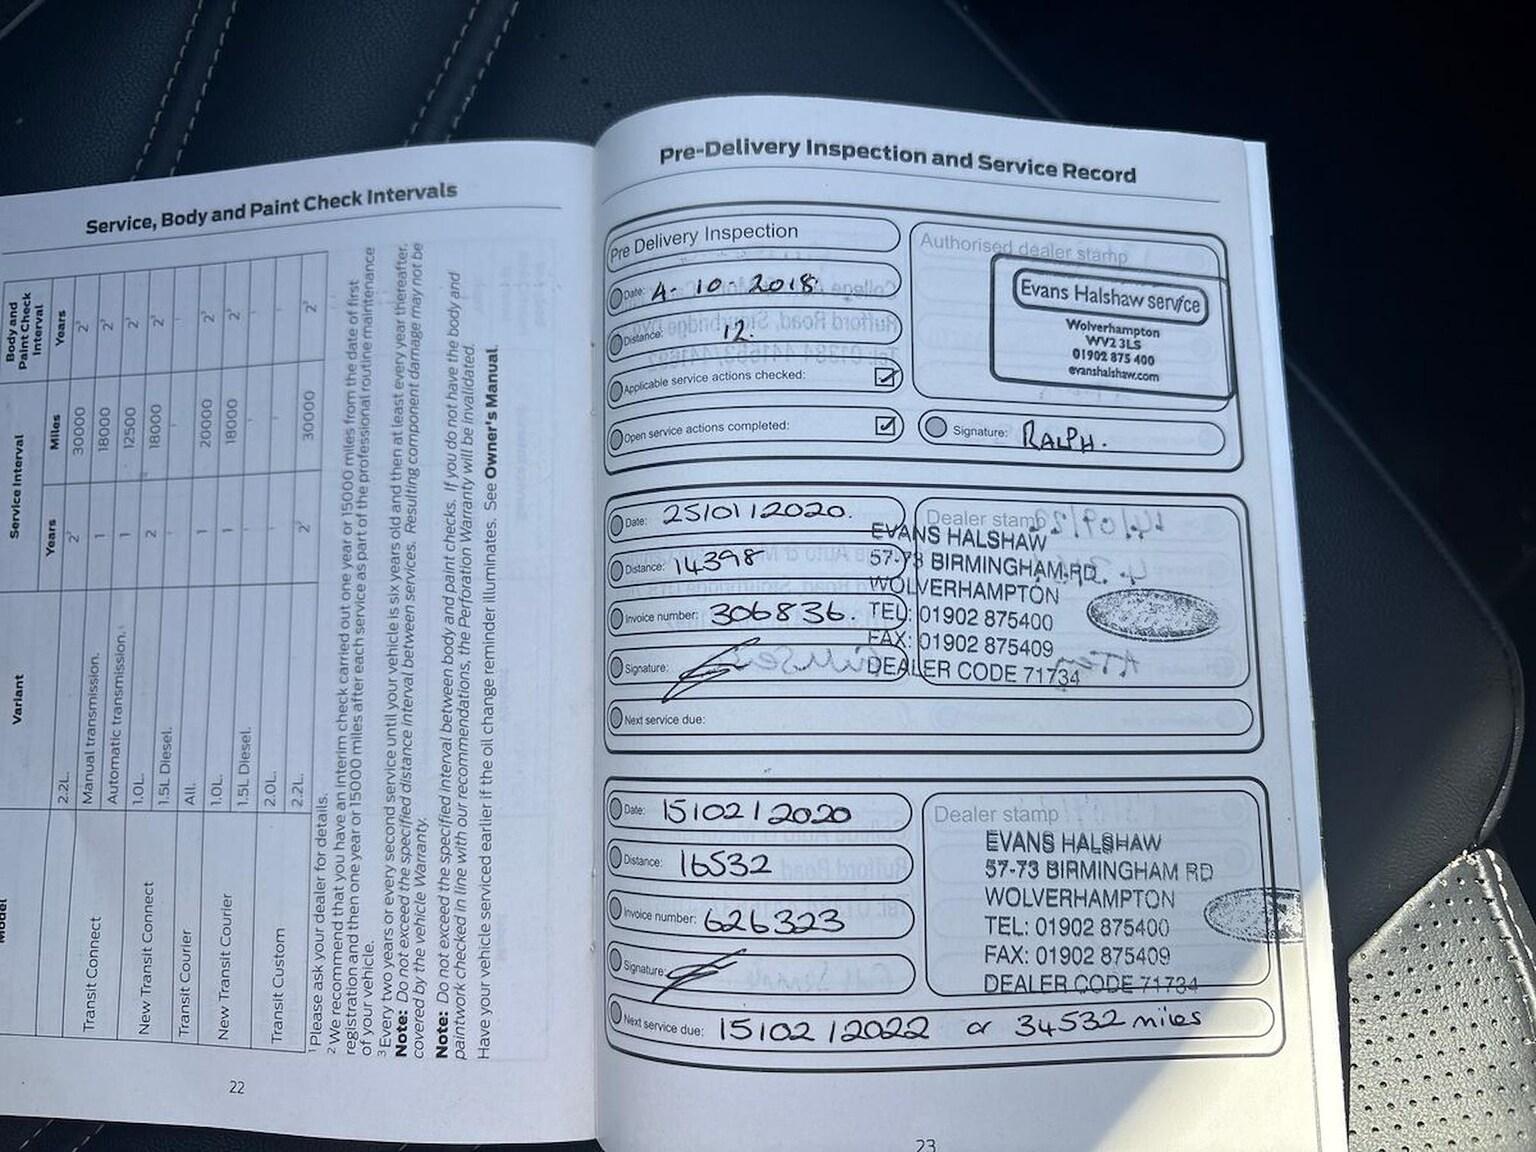 Service, Body and Paint Check Intervals
Model
Variant
Service Interval
Body and Paint Check Interval
Years
Miles
Years
2.2L.
2²
30000
2³
Transit Connect
Manual transmission.
1
18000
2³
Automatic transmission.
1
12500
2³
New Transit Connect
1.0L.
2
18000
2³
1.5L Diesel.
Transit Courier
All.
1
20000
2³
New Transit Courier
1.0L.
1
18000
2³
1.5L Diesel.
Transit Custom
2.0L.
2.2L.
2²
30000
2³
¹ Please ask your dealer for details.
² We recommend that you have an interim check carried out one year or 15000 miles from the date of first
registration and then one year or 15000 miles after each service as part of the professional routine maintenance
of your vehicle.
³ Every two years or every second service until your vehicle is six years old and then at least every year thereafter.
Note: Do not exceed the specified distance interval between services. Resulting component damage may not be
covered by the vehicle Warranty.
Note: Do not exceed the specified interval between body and paint checks. If you do not have the body and
paintwork checked in line with our recommendations, the Perforation Warranty will be invalidated.
Have your vehicle serviced earlier if the oil change reminder illuminates. See Owner's Manual.
22
Pre-Delivery Inspection and Service Record
Pre Delivery Inspection
Date: 4-10-2018
Distance: 12.
Applicable service actions checked:
Open service actions completed:
Authorised dealer stamp
Evans Halshaw service
Wolverhampton
WV2 3LS
01902 875 400
evanshalshaw.com
Signature: RALPH.
Date: 25/01/2020.
Distance: 14398
Invoice number: 306836.
Signature:
Next service due:
Dealer stamp
EVANS HALSHAW
57-73 BIRMINGHAM RD.
WOLVERHAMPTON
TEL: 01902 875400
FAX: 01902 875409
DEALER CODE 71734
Date: 15/02/2020
Distance: 16532
Invoice number: 626323
Signature:
Next service due: 15/02/2022 or 34532 miles
Dealer stamp
EVANS HALSHAW
57-73 BIRMINGHAM RD
WOLVERHAMPTON
TEL: 01902 875400
FAX: 01902 875409
DEALER CODE 71734
23